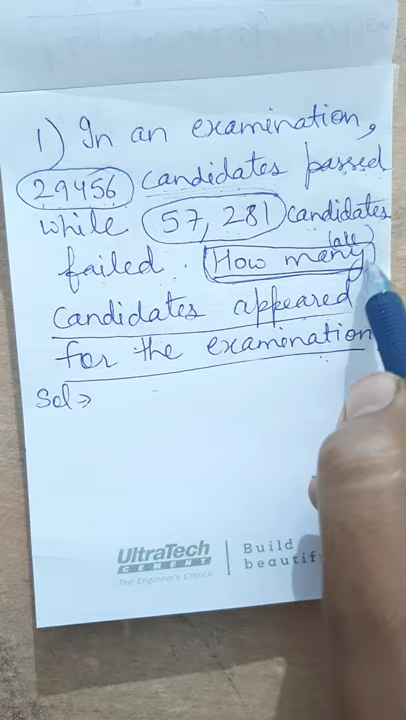 1) In an examination,
29456 candidates passed
while 57,281 candidates
(all)
failed. How many
candidates appeared
for the examination
Sol⇒
UltraTech
CEMENT
The Engineer's Choice
Build
beautif